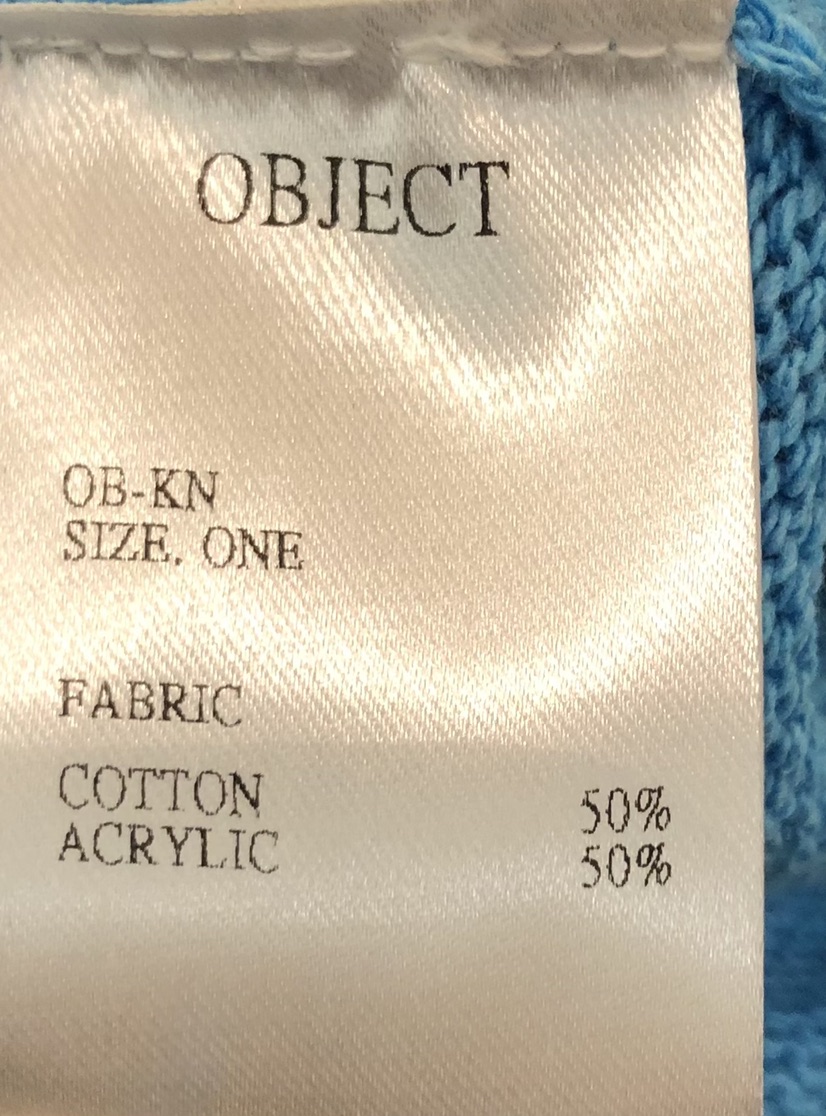 OBJECT
OB-KN
SIZE. ONE
FABRIC
COTTON 50%
ACRYLIC 50%